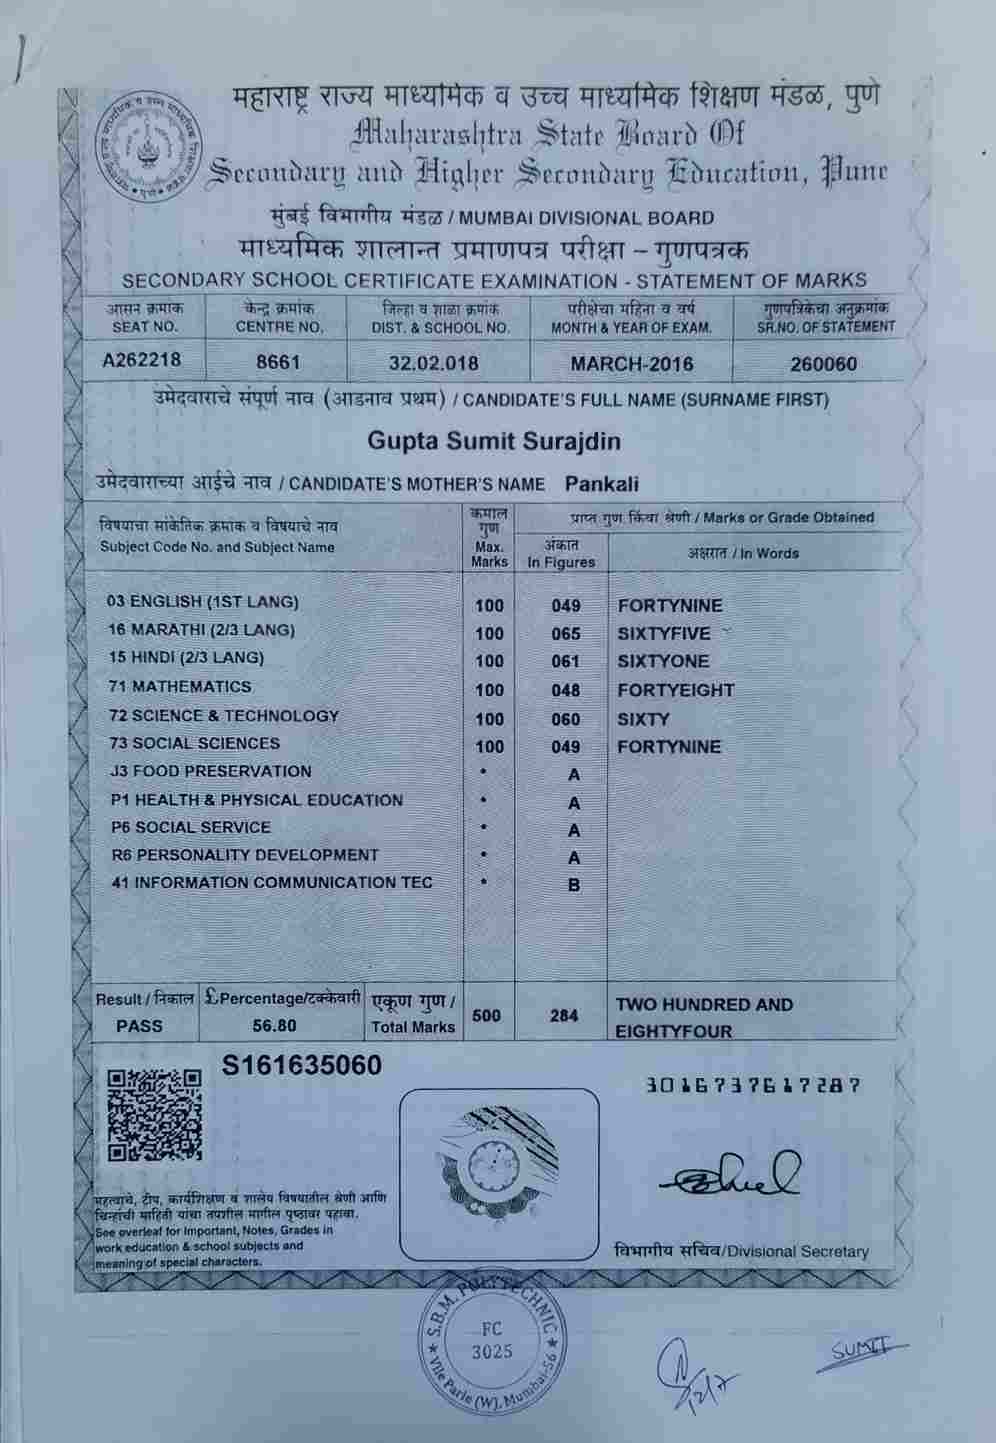 महाराष्ट्र राज्य माध्यमिक व उच्च माध्यमिक शिक्षण मंडळ, पुणे
Maharashtra State Board Of
Secondary and Higher Secondary Education, Pune
मुंबई विभागीय मंडळ / MUMBAI DIVISIONAL BOARD
माध्यमिक शालान्त प्रमाणपत्र परीक्षा – गुणपत्रक
SECONDARY SCHOOL CERTIFICATE EXAMINATION - STATEMENT OF MARKS
आसन क्रमांक केन्द्र क्रमांक जिल्हा व शाळा क्रमांक परीक्षेचा महिना व वर्ष गुणपत्रिकेचा अनुक्रमांक
SEAT NO. CENTRE NO. DIST. & SCHOOL NO. MONTH & YEAR OF EXAM. SR.NO. OF STATEMENT
A262218 8661 32.02.018 MARCH-2016 260060
उमेदवाराचे संपूर्ण नाव (आडनाव प्रथम) / CANDIDATE'S FULL NAME (SURNAME FIRST)
Gupta Sumit Surajdin
उमेदवाराच्या आईचे नाव / CANDIDATE'S MOTHER'S NAME Pankali
विषयाचा सांकेतिक क्रमांक व विषयाचे नाव
Subject Code No. and Subject Name
कमाल
गुण
Max.
Marks
प्राप्त गुण किंवा श्रेणी / Marks or Grade Obtained
अंकात
In Figures
अक्षरात / In Words
03 ENGLISH (1ST LANG) 100 049 FORTYNINE
16 MARATHI (2/3 LANG) 100 065 SIXTYFIVE
15 HINDI (2/3 LANG) 100 061 SIXTYONE
71 MATHEMATICS 100 048 FORTYEIGHT
72 SCIENCE & TECHNOLOGY 100 060 SIXTY
73 SOCIAL SCIENCES 100 049 FORTYNINE
J3 FOOD PRESERVATION * A
P1 HEALTH & PHYSICAL EDUCATION * A
P6 SOCIAL SERVICE * A
R6 PERSONALITY DEVELOPMENT * A
41 INFORMATION COMMUNICATION TEC * B
Result / निकाल £Percentage/टक्केवारी एकूण गुण /
PASS 56.80 Total Marks 500 284 TWO HUNDRED AND
EIGHTYFOUR
S161635060
3016737617287
महत्वाचे, टीप, कार्यशिक्षण व शालेय विषयातील श्रेणी आणि
चिन्हांची माहिती यांचा तपशील मागील पृष्ठावर पहावा.
See overleaf for Important, Notes, Grades in
work education & school subjects and
meaning of special characters.
विभागीय सचिव/Divisional Secretary
S.B.M. POLYTECHNIC
FC
3025
Vile Parle (W), Mumbai-56
SUMIT